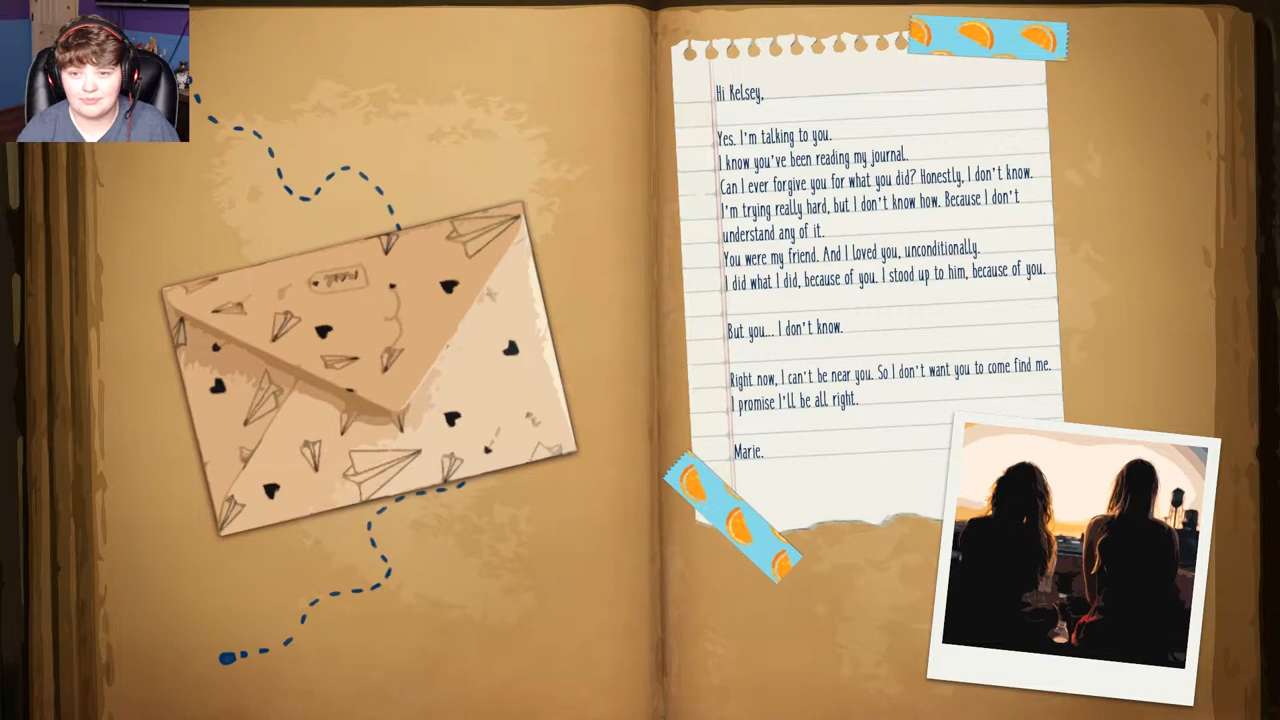 Hi Kelsey,
Yes. I'm talking to you.
I know you've been reading my journal.
Can I ever forgive you for what you did? Honestly, I don't know.
I'm trying really hard, but I don't know how. Because I don't
understand any of it.
You were my friend. And I loved you, unconditionally.
I did what I did, because of you. I stood up to him, because of you.
But you... I don't know.
Right now, I can't be near you. So I don't want you to come find me.
I promise I'll be all right.
Marie.